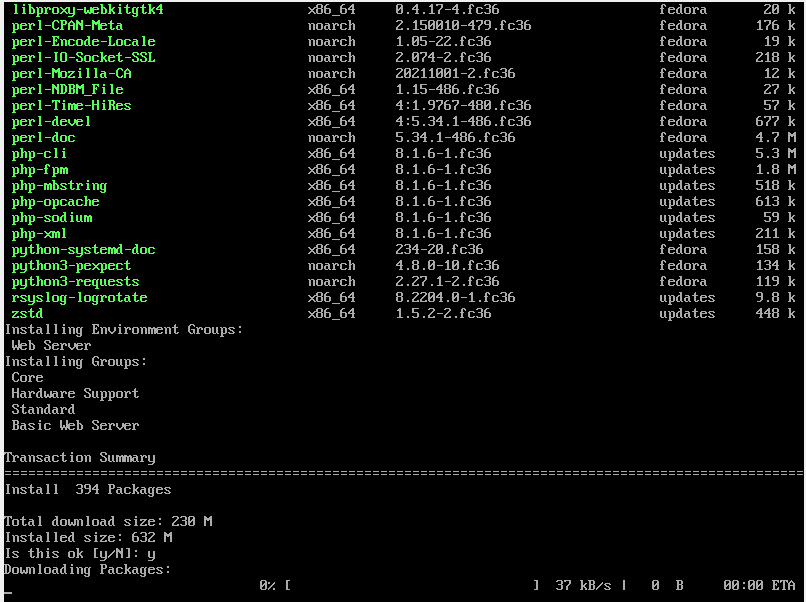 libproxy-webkitgtk4 x86_64 0.4.17-4.fc36 fedora 20 k
perl-CPAN-Meta noarch 2.150010-479.fc36 fedora 176 k
perl-Encode-Locale noarch 1.05-22.fc36 fedora 19 k
perl-IO-Socket-SSL noarch 2.074-2.fc36 fedora 218 k
perl-Mozilla-CA noarch 20211001-2.fc36 fedora 12 k
perl-NDBM_File x86_64 1.15-486.fc36 fedora 27 k
perl-Time-HiRes x86_64 4:1.9767-480.fc36 fedora 57 k
perl-devel x86_64 4:5.34.1-486.fc36 fedora 677 k
perl-doc noarch 5.34.1-486.fc36 fedora 4.7 M
php-cli x86_64 8.1.6-1.fc36 updates 5.3 M
php-fpm x86_64 8.1.6-1.fc36 updates 1.8 M
php-mbstring x86_64 8.1.6-1.fc36 updates 518 k
php-opcache x86_64 8.1.6-1.fc36 updates 613 k
php-sodium x86_64 8.1.6-1.fc36 updates 59 k
php-xml x86_64 8.1.6-1.fc36 updates 211 k
python-systemd-doc x86_64 234-20.fc36 fedora 158 k
python3-pexpect noarch 4.8.0-10.fc36 fedora 134 k
python3-requests noarch 2.27.1-2.fc36 fedora 119 k
rsyslog-logrotate x86_64 8.2204.0-1.fc36 updates 9.8 k
zstd x86_64 1.5.2-2.fc36 updates 448 k
Installing Environment Groups:
Web Server
Installing Groups:
Core
Hardware Support
Standard
Basic Web Server
Transaction Summary
====================================================================================================
Install 394 Packages
Total download size: 230 M
Installed size: 632 M
Is this ok [y/N]: y
Downloading Packages:
0% [ ] 37 kB/s | 0 B 00:00 ETA